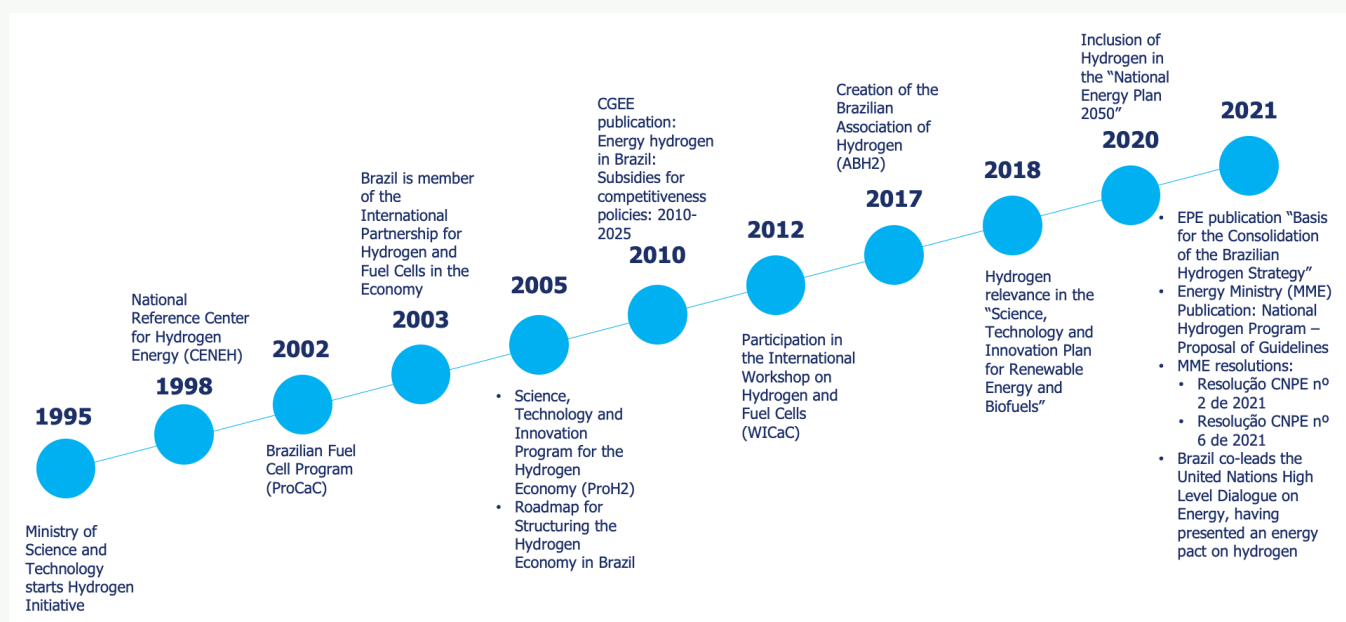 1995
Ministry of
Science and
Technology
starts Hydrogen
Initiative
National
Reference Center
for Hydrogen
Energy (CENEH)
1998
2002
Brazilian Fuel
Cell Program
(ProCaC)
Brazil is member
of the
International
Partnership for
Hydrogen and
Fuel Cells in the
Economy
2003
2005
• Science,
Technology and
Innovation
Program for the
Hydrogen
Economy (ProH2)
• Roadmap for
Structuring the
Hydrogen
Economy in Brazil
CGEE
publication:
Energy hydrogen
in Brazil:
Subsidies for
competitiveness
policies: 2010-
2025
2010
2012
Participation in
the International
Workshop on
Hydrogen and
Fuel Cells
(WICaC)
Creation of the
Brazilian
Association of
Hydrogen
(ABH2)
2017
2018
Hydrogen
relevance in the
“Science,
Technology and
Innovation Plan
for Renewable
Energy and
Biofuels”
Inclusion of
Hydrogen in
the “National
Energy Plan
2050”
2020
2021
• EPE publication “Basis
for the Consolidation
of the Brazilian
Hydrogen Strategy”
• Energy Ministry (MME)
Publication: National
Hydrogen Program –
Proposal of Guidelines
• MME resolutions:
• Resolução CNPE nº
2 de 2021
• Resolução CNPE nº
6 de 2021
• Brazil co-leads the
United Nations High
Level Dialogue on
Energy, having
presented an energy
pact on hydrogen